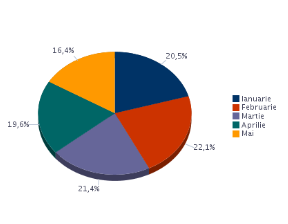 16,4%
20,5%
Ianuarie
Februarie
Martie
Aprilie
Mai
19,6%
22,1%
21,4%